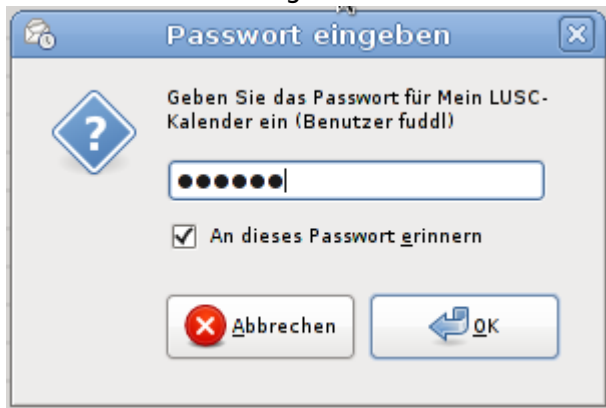 Passwort eingeben
Geben Sie das Passwort für Mein LUSC-
Kalender ein (Benutzer fuddl)
●●●●●●
An dieses Passwort erinnern
Abbrechen
OK